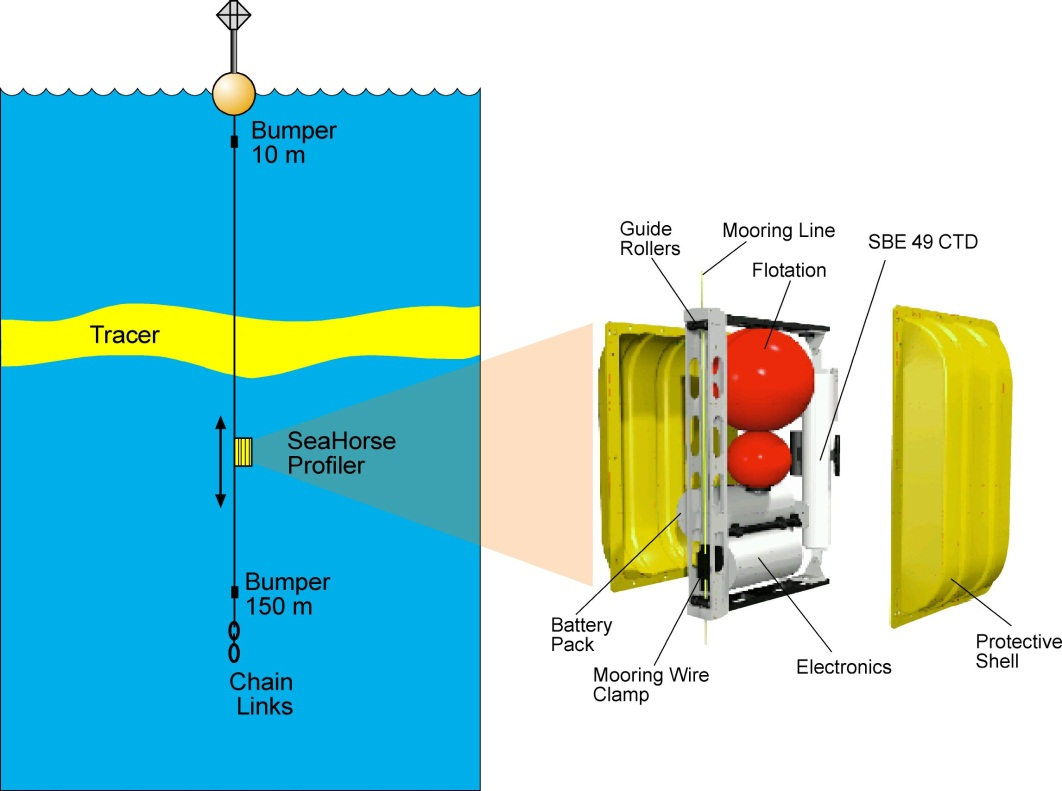 Bumper
10 m
Tracer
SeaHorse
Profiler
Bumper
150 m
Chain
Links
Guide
Rollers
Mooring Line
Flotation
SBE 49 CTD
Battery
Pack
Mooring Wire
Clamp
Electronics
Protective
Shell